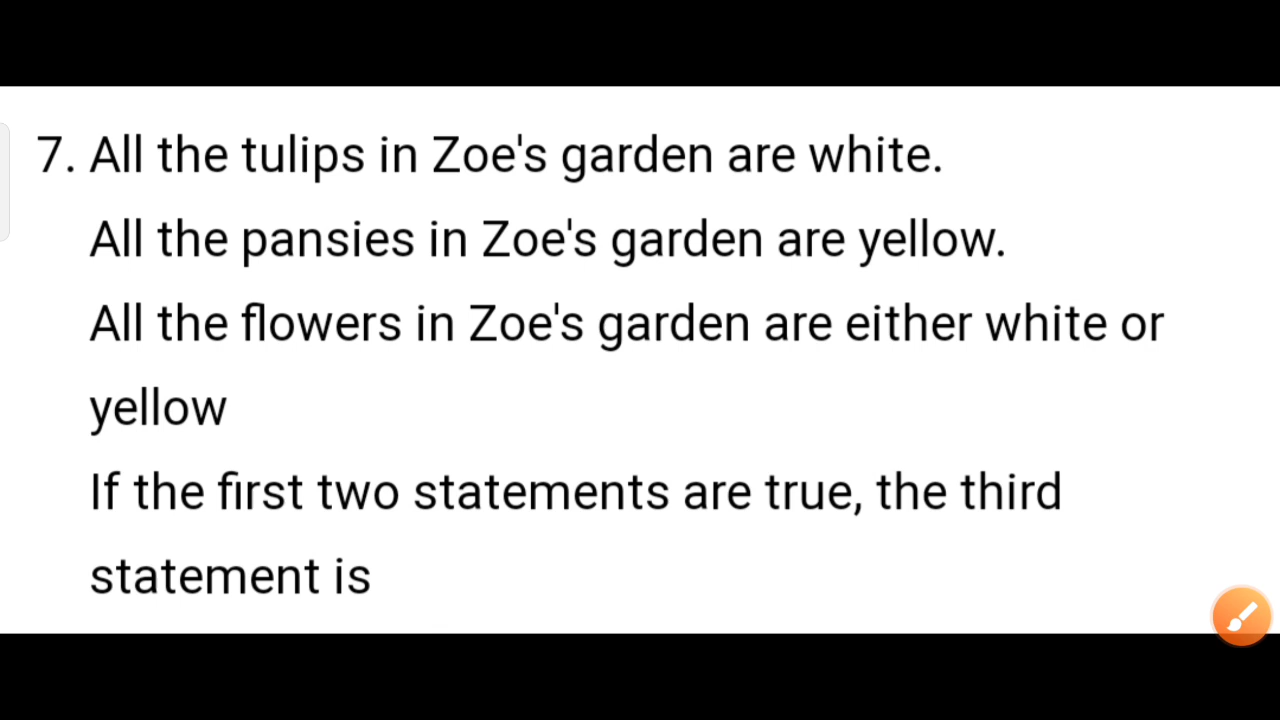 7. All the tulips in Zoe's garden are white.
All the pansies in Zoe's garden are yellow.
All the flowers in Zoe's garden are either white or
yellow
If the first two statements are true, the third
statement is